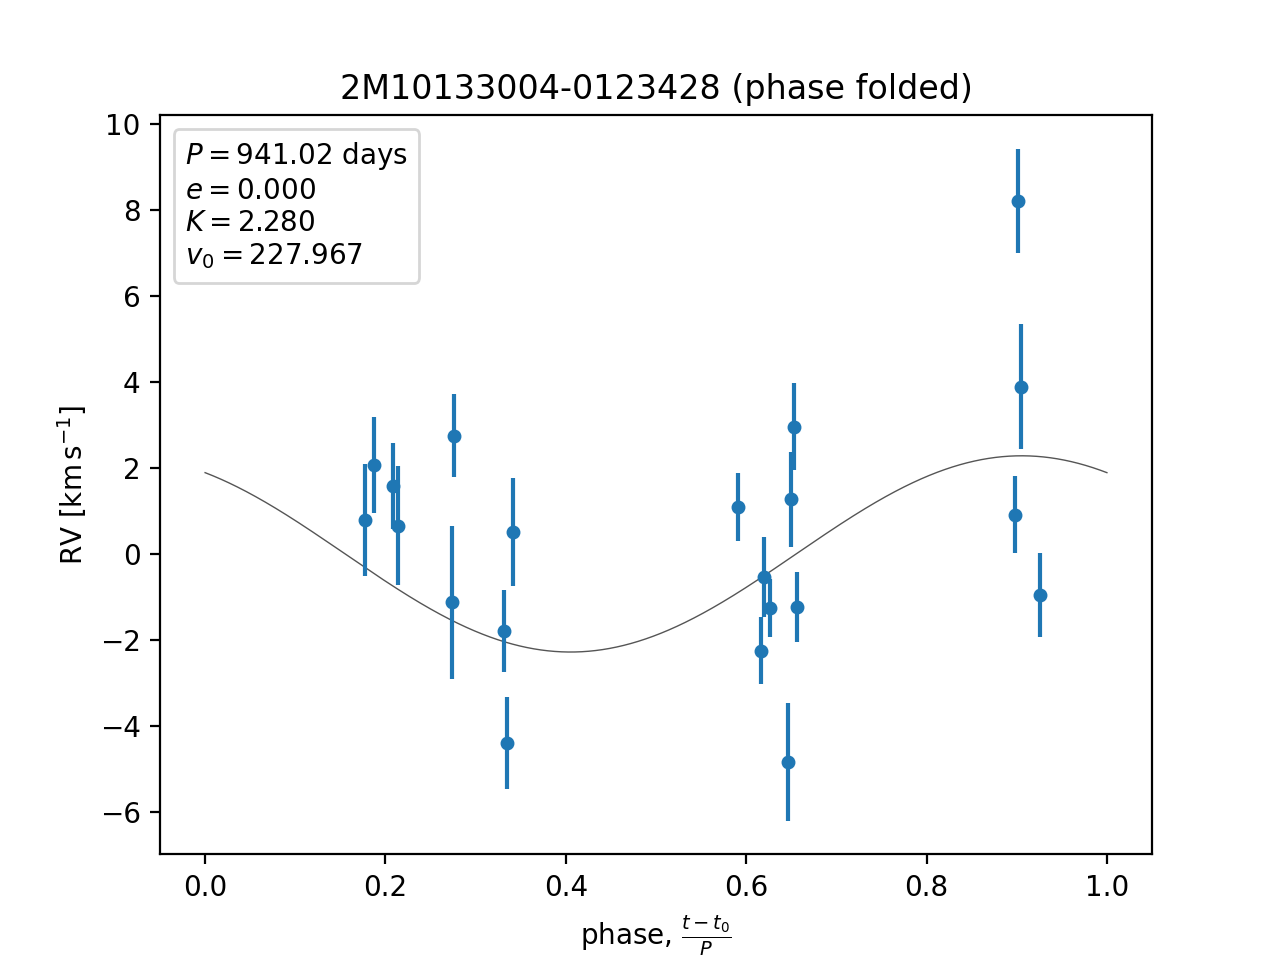 2M10133004-0123428 (phase folded)
P = 941.02 days
e = 0.000
K = 2.280
v₀ = 227.967
10
8
6
4
2
0
−2
−4
−6
RV [km s⁻¹]
0.0 0.2 0.4 0.6 0.8 1.0
phase, (t − t₀)/P